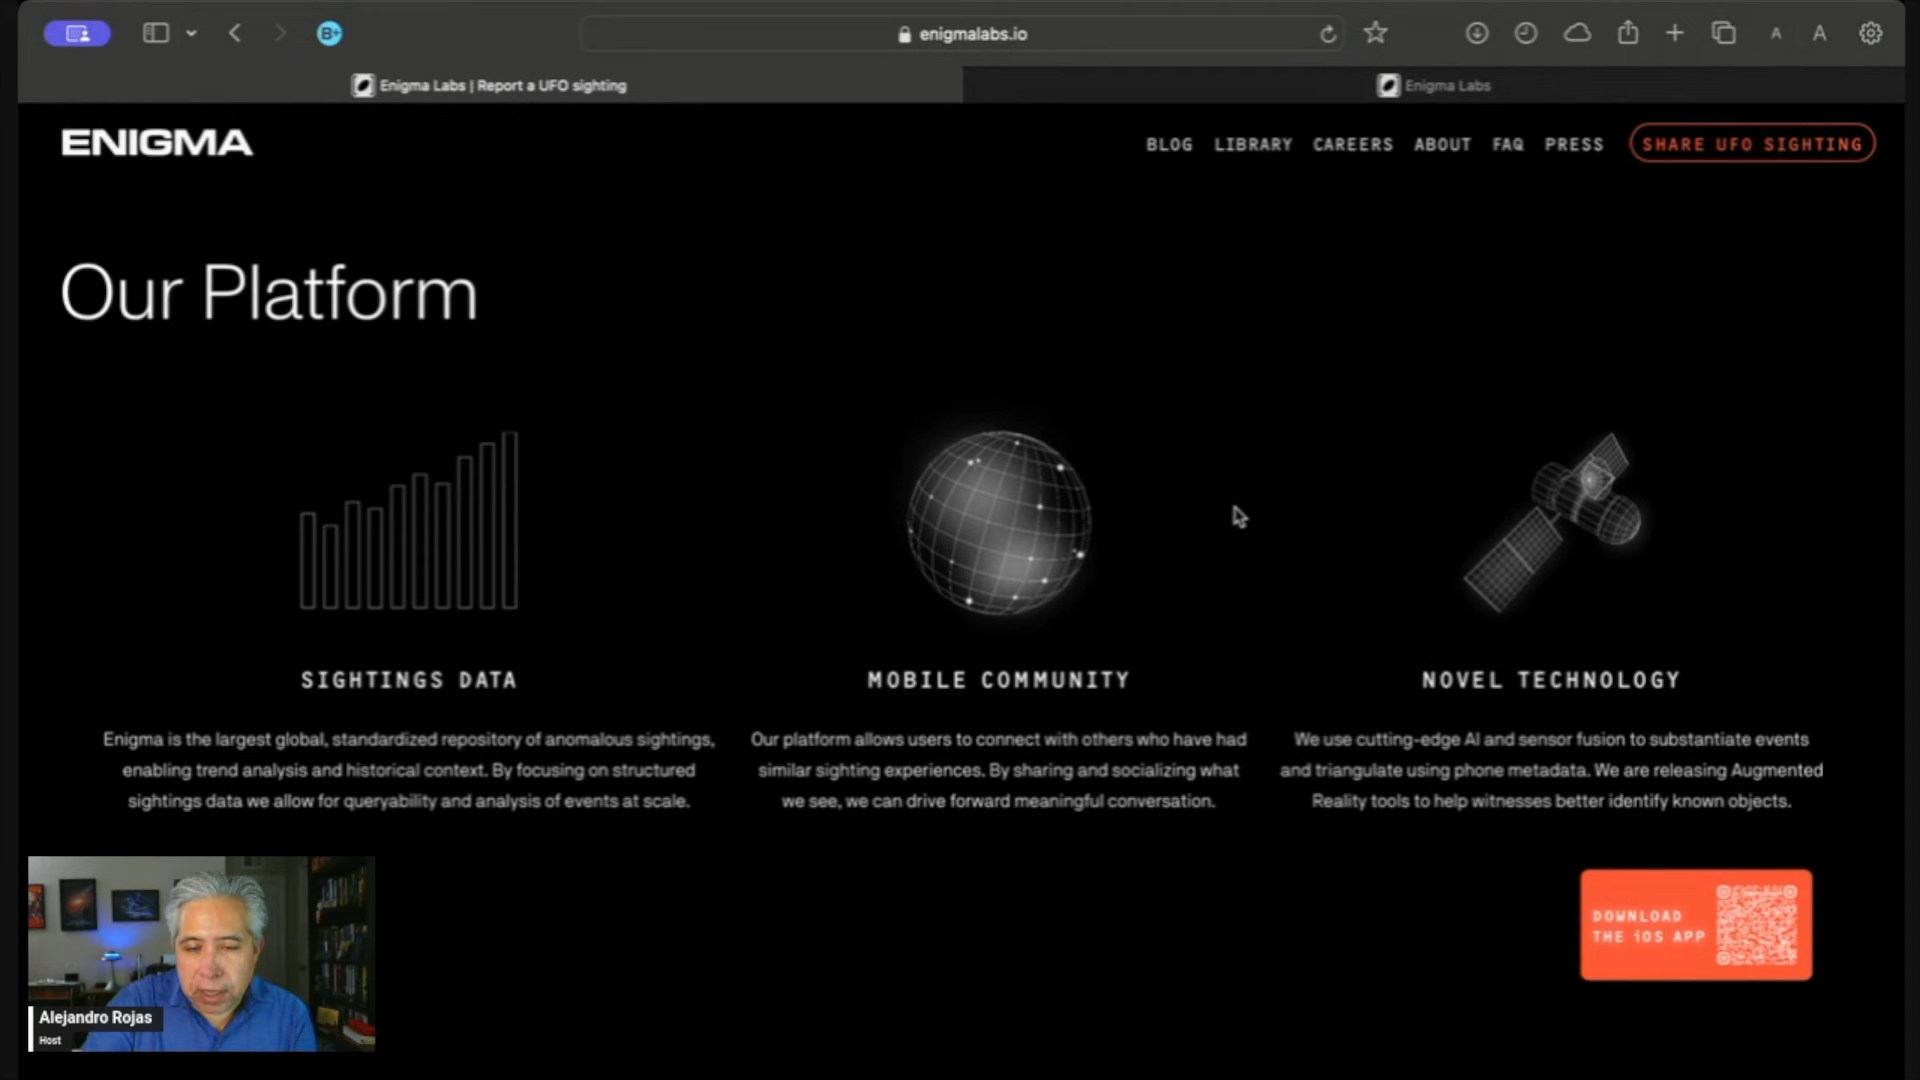 B+
enigmalabs.io
A A
Enigma Labs | Report a UFO sighting
Enigma Labs
ENIGMA
BLOG LIBRARY CAREERS ABOUT FAQ PRESS SHARE UFO SIGHTING
Our Platform
SIGHTINGS DATA
Enigma is the largest global, standardized repository of anomalous sightings,
enabling trend analysis and historical context. By focusing on structured
sightings data we allow for queryability and analysis of events at scale.
MOBILE COMMUNITY
Our platform allows users to connect with others who have had
similar sighting experiences. By sharing and socializing what
we see, we can drive forward meaningful conversation.
NOVEL TECHNOLOGY
We use cutting-edge AI and sensor fusion to substantiate events
and triangulate using phone metadata. We are releasing Augmented
Reality tools to help witnesses better identify known objects.
DOWNLOAD
THE iOS APP
Alejandro Rojas
Host